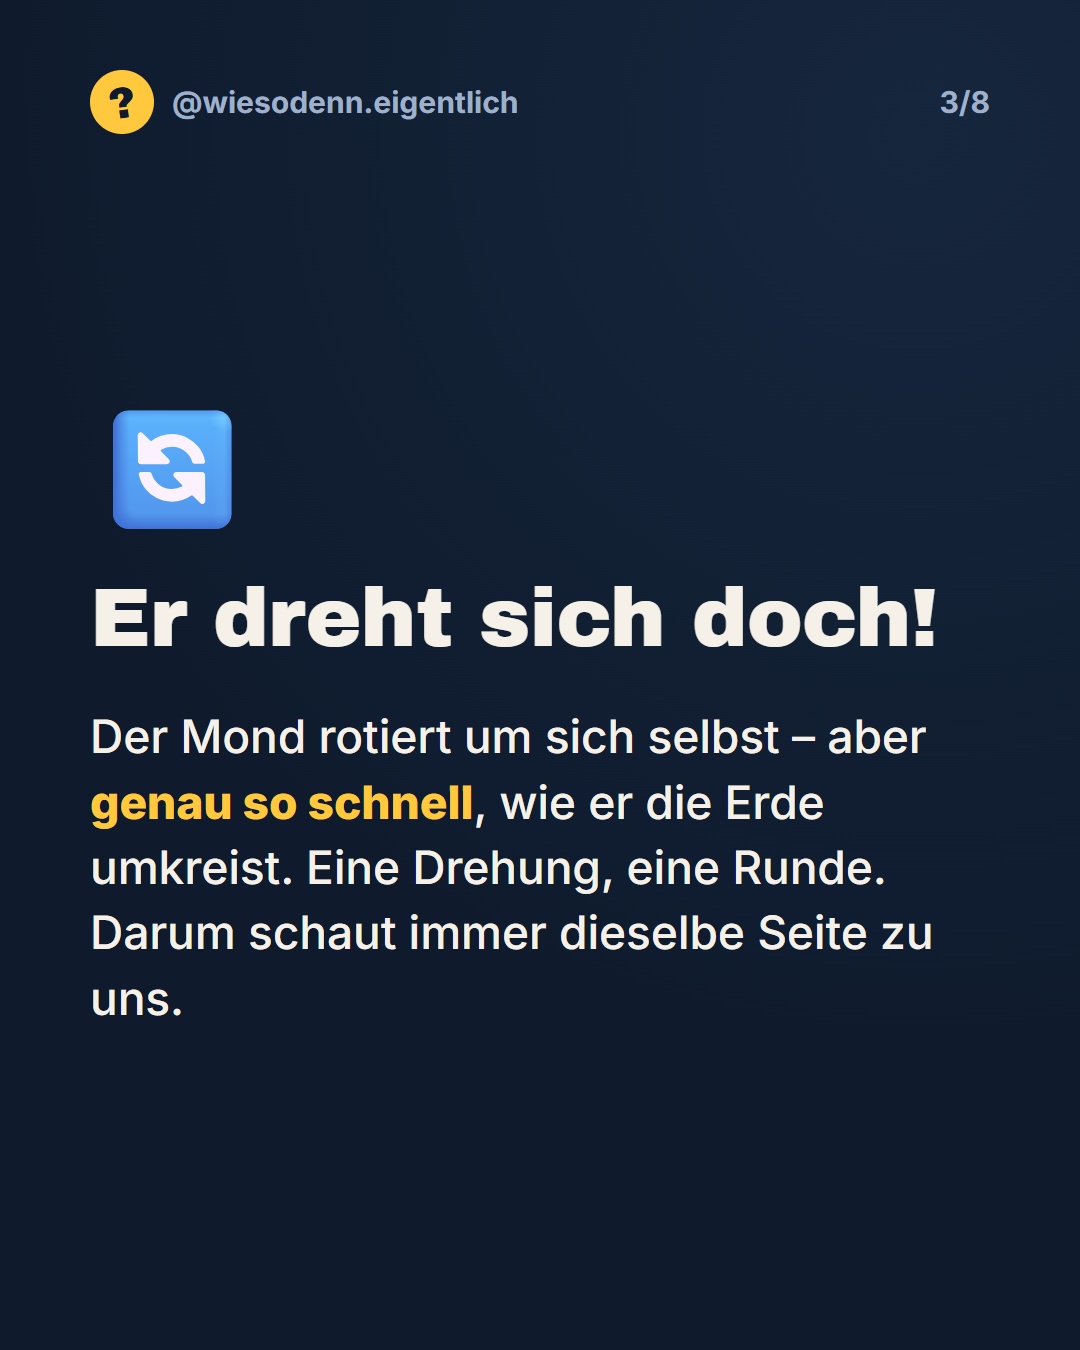 ?
@wiesodenn.eigentlich
3/8
Er dreht sich doch!
Der Mond rotiert um sich selbst – aber
genau so schnell, wie er die Erde
umkreist. Eine Drehung, eine Runde.
Darum schaut immer dieselbe Seite zu
uns.